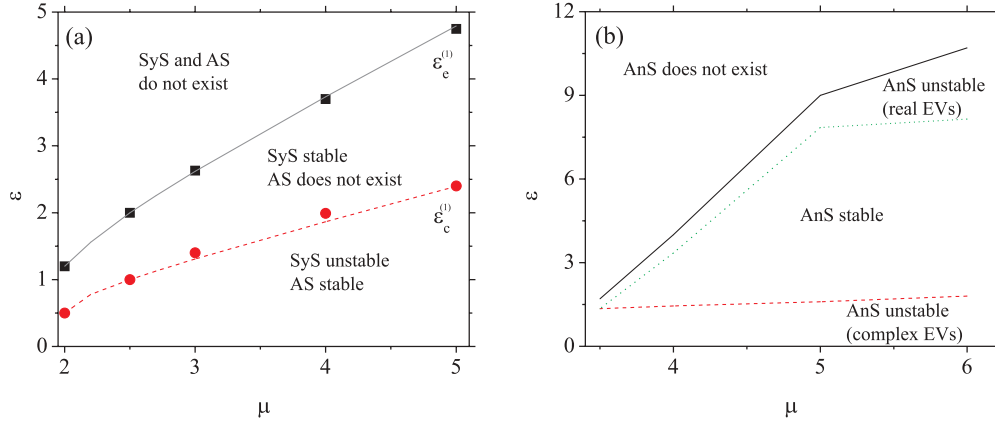 (a)
SyS and AS
do not exist
ε_e^(1)
SyS stable
AS does not exist
ε_c^(1)
SyS unstable
AS stable
5
4
3
2
1
0
ε
2 3 4 5
μ
(b)
AnS does not exist
AnS unstable
(real EVs)
AnS stable
AnS unstable
(complex EVs)
12
9
6
3
0
ε
4 5 6
μ